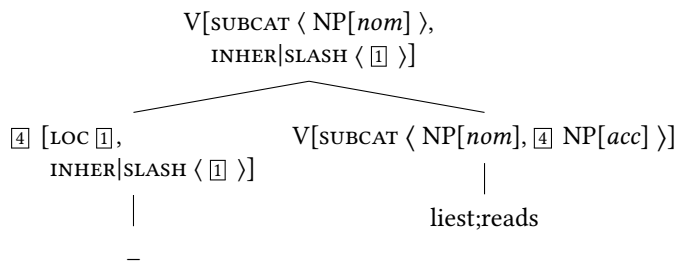 V[SUBCAT ⟨ NP[nom] ⟩,
INHER|SLASH ⟨ 1 ⟩]
4 [LOC 1, V[SUBCAT ⟨ NP[nom], 4 NP[acc] ⟩]
INHER|SLASH ⟨ 1 ⟩]
liest;reads
_